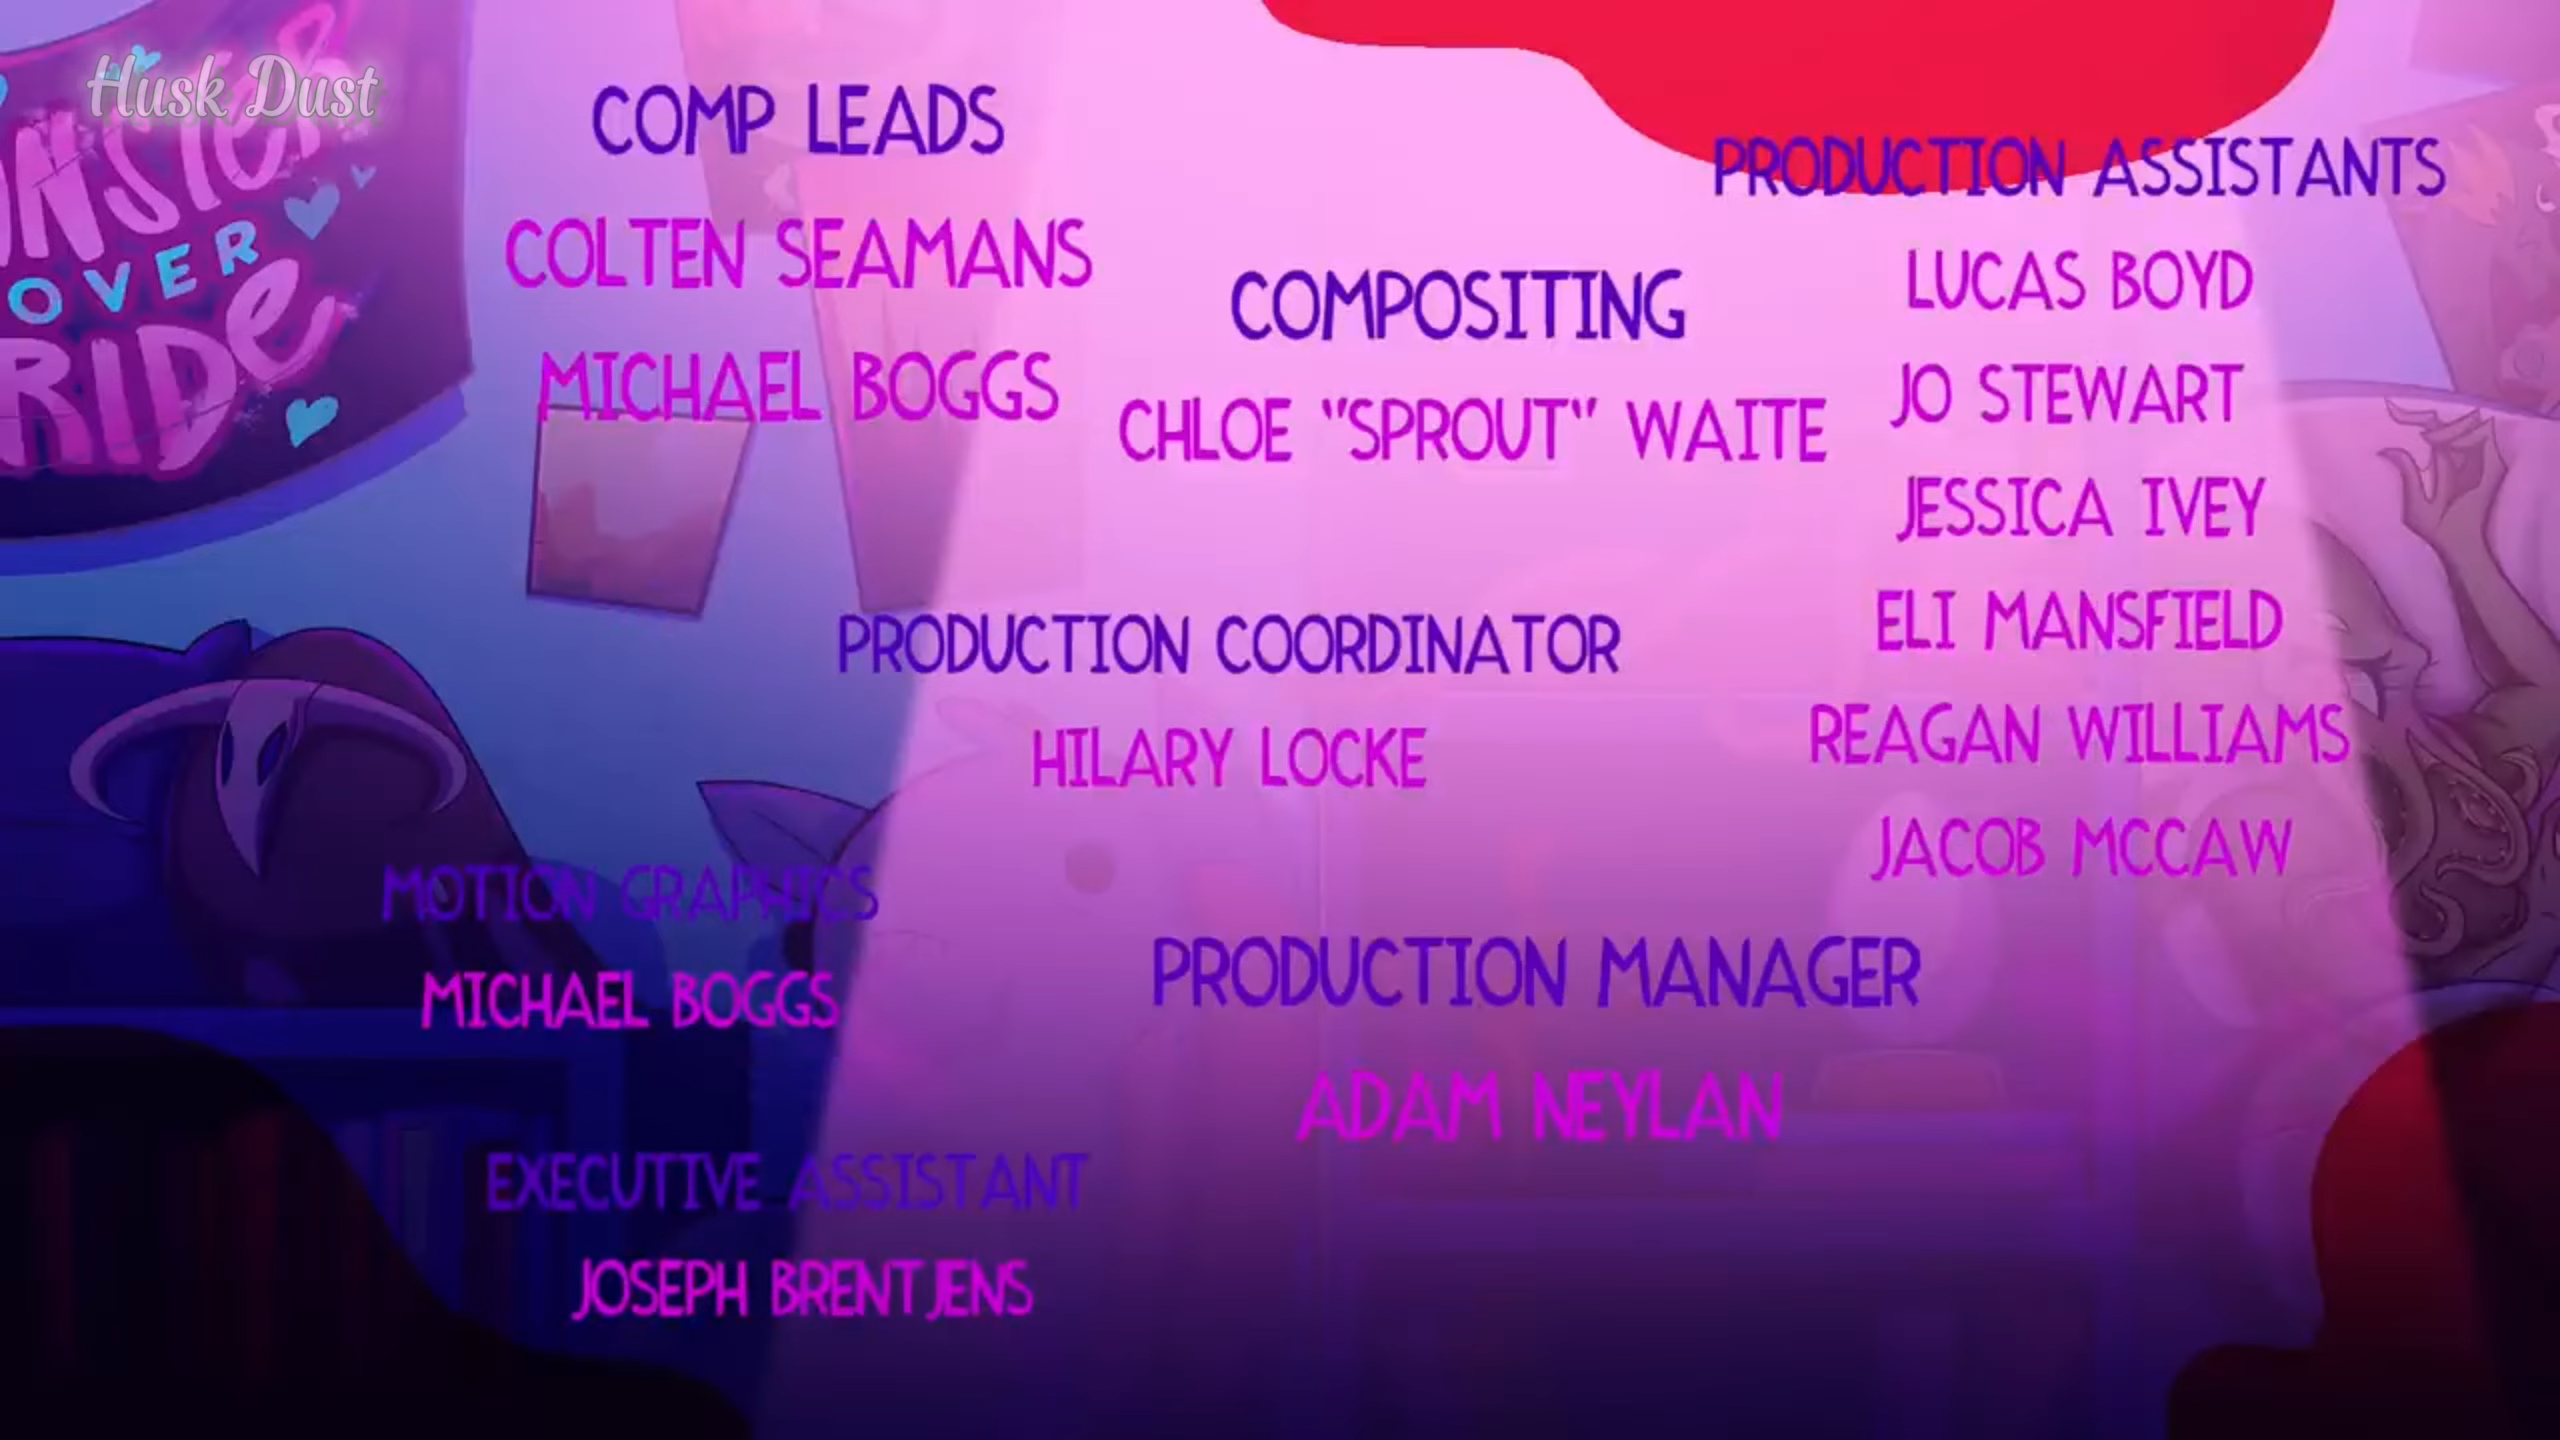 Husk Dust
OVER
RIDE
COMP LEADS
COLTEN SEAMANS
MICHAEL BOGGS
COMPOSITING
CHLOE "SPROUT" WAITE
PRODUCTION ASSISTANTS
LUCAS BOYD
JO STEWART
JESSICA IVEY
ELI MANSFIELD
REAGAN WILLIAMS
JACOB MCCAW
PRODUCTION COORDINATOR
HILARY LOCKE
MOTION GRAPHICS
MICHAEL BOGGS
PRODUCTION MANAGER
ADAM NEYLAN
EXECUTIVE ASSISTANT
JOSEPH BRENTJENS